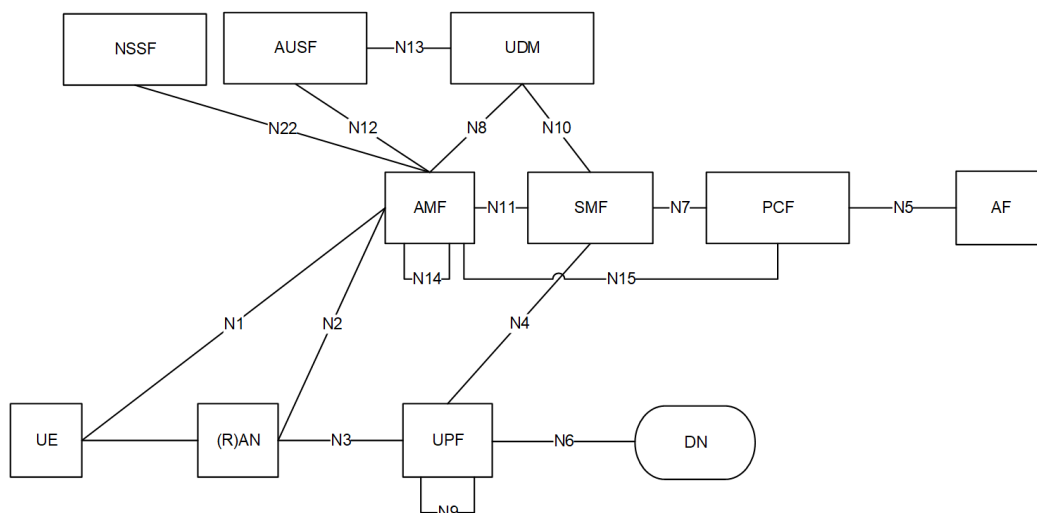 NSSF
AUSF
N13
UDM
N22
N12
N8
N10
AMF
N11
SMF
N7
PCF
N5
AF
N14
N15
N1
N2
N4
UE
(R)AN
N3
UPF
N6
DN
N9